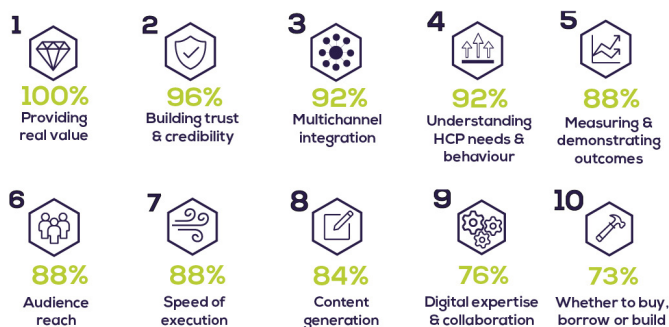 1 2 3 4 5
100% 96% 92% 92% 88%
Providing Building trust Multichannel Understanding Measuring &
real value & credibility integration HCP needs & demonstrating
behaviour outcomes
6 7 8 9 10
88% 88% 84% 76% 73%
Audience Speed of Content Digital expertise Whether to buy,
reach execution generation & collaboration borrow or build